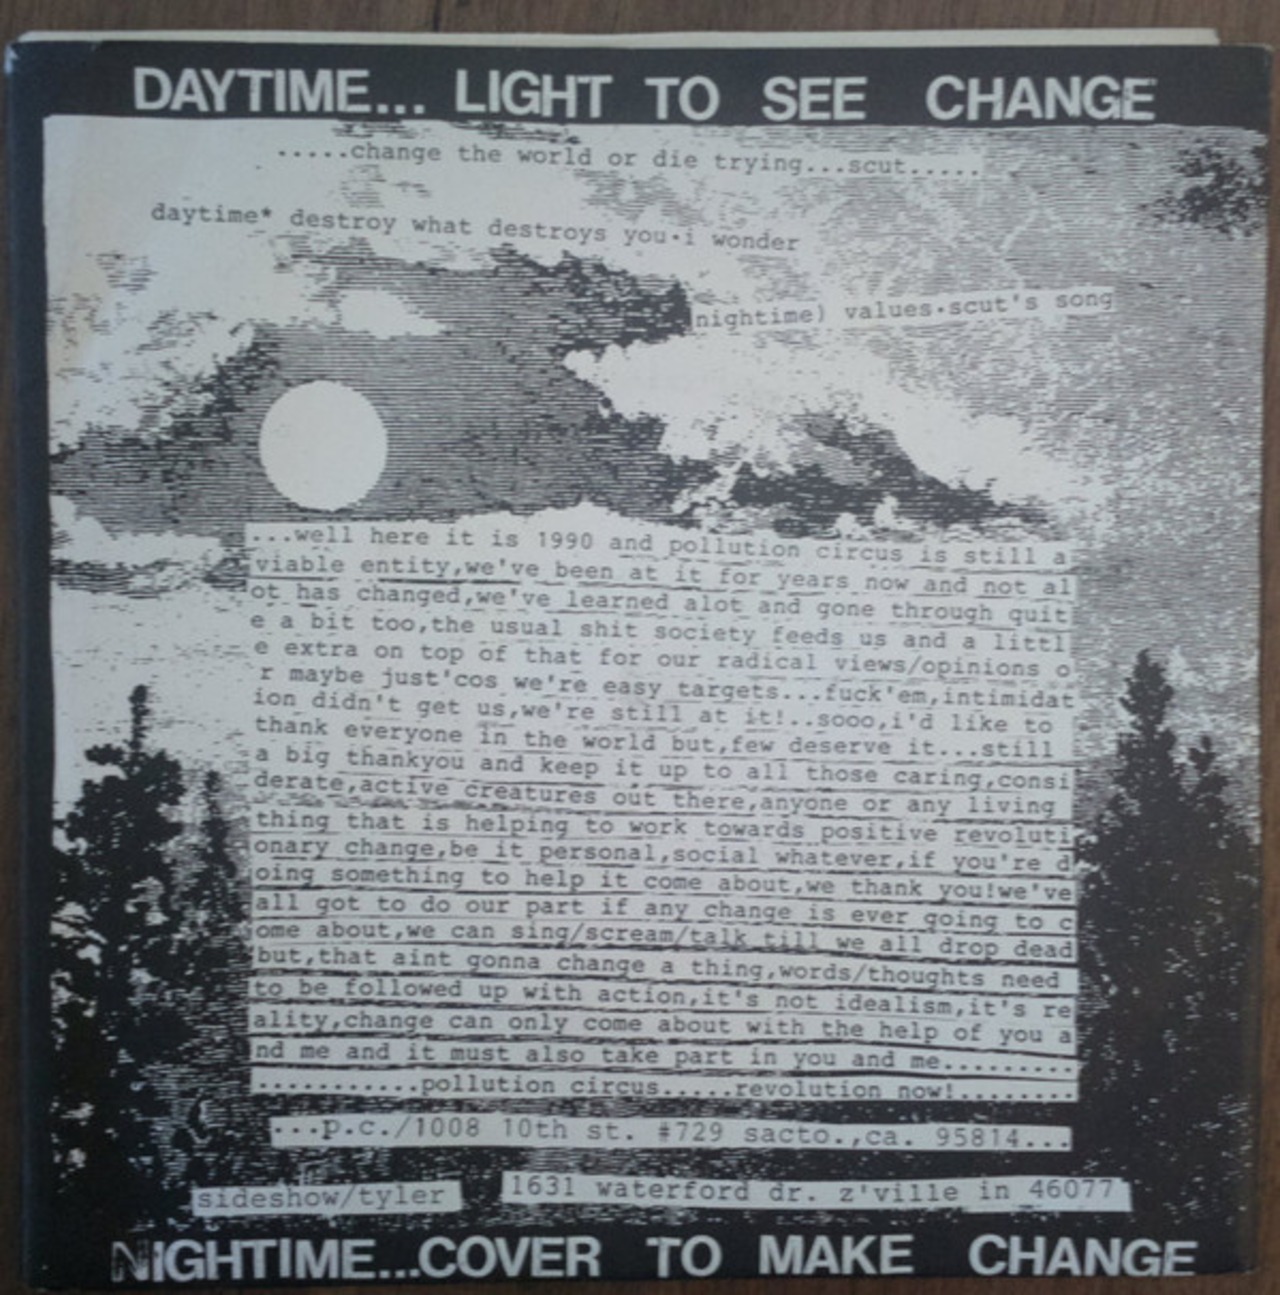 DAYTIME... LIGHT TO SEE CHANGE
.....change the world or die trying...scut.....
daytime* destroy what destroys you·i wonder
nightime) values·scut's song
...well here it is 1990 and pollution circus is still a
viable entity,we've been at it for years now and not al
ot has changed,we've learned alot and gone through quit
e a bit too,the usual shit society feeds us and a littl
e extra on top of that for our radical views/opinions o
r maybe just'cos we're easy targets...fuck'em,intimidat
ion didn't get us,we're still at it!..sooo,i'd like to
thank everyone in the world but,few deserve it...still
a big thankyou and keep it up to all those caring,consi
derate,active creatures out there,anyone or any living
thing that is helping to work towards positive revoluti
onary change,be it personal,social whatever,if you're d
oing something to help it come about,we thank you!we've
all got to do our part if any change is ever going to c
ome about,we can sing/scream/talk till we all drop dead
but,that aint gonna change a thing,words/thoughts need
to be followed up with action,it's not idealism,it's re
ality,change can only come about with the help of you a
nd me and it must also take part in you and me.........
...........pollution circus.....revolution now!........
...p.c./1008 10th st. #729 sacto.,ca. 95814...
sideshow/tyler 1631 waterford dr. z'ville in 46077
NIGHTIME...COVER TO MAKE CHANGE